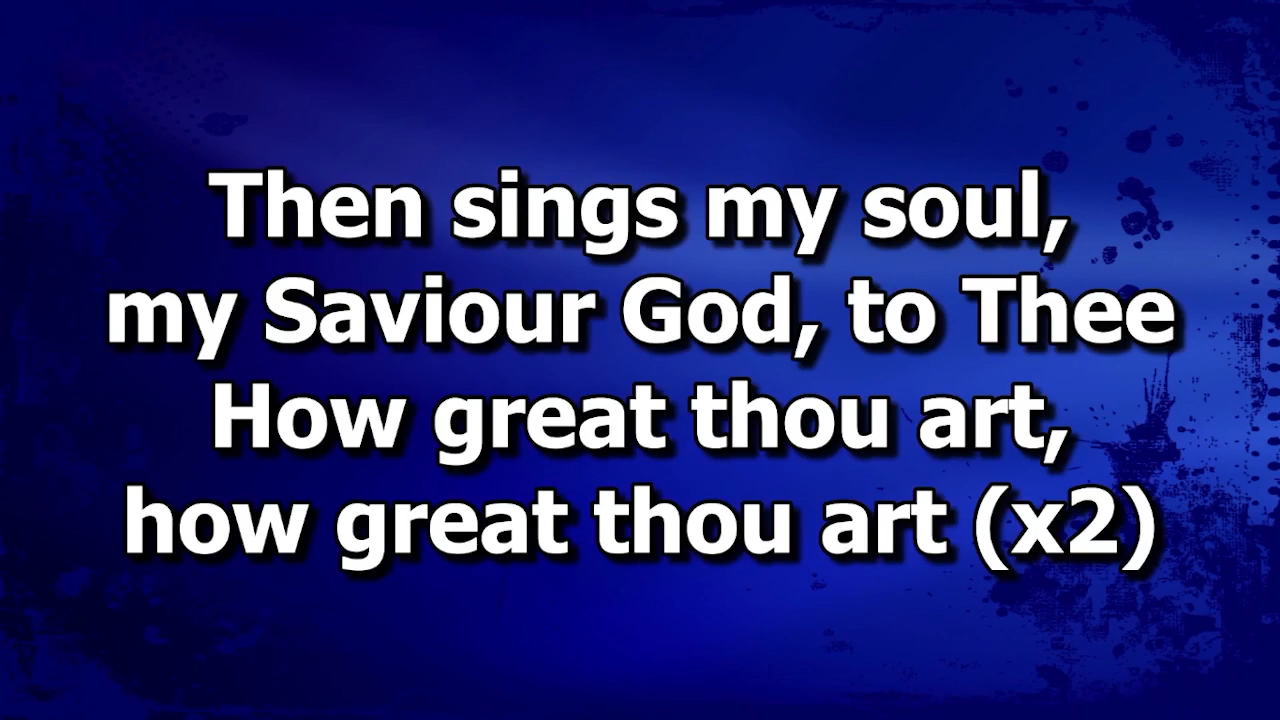 Then sings my soul,
my Saviour God, to Thee
How great thou art,
how great thou art (x2)